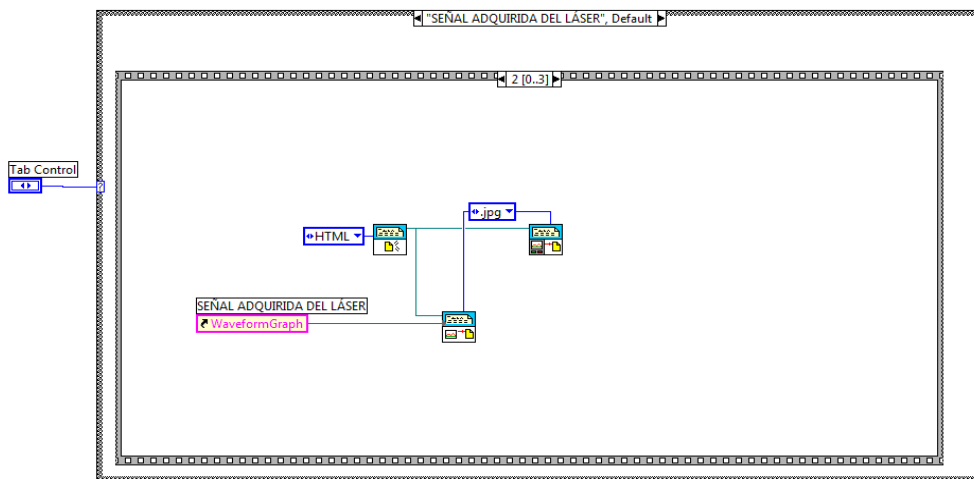 "SEÑAL ADQUIRIDA DEL LÁSER", Default
2 [0..3]
Tab Control
?
.jpg
HTML
SEÑAL ADQUIRIDA DEL LÁSER
WaveformGraph